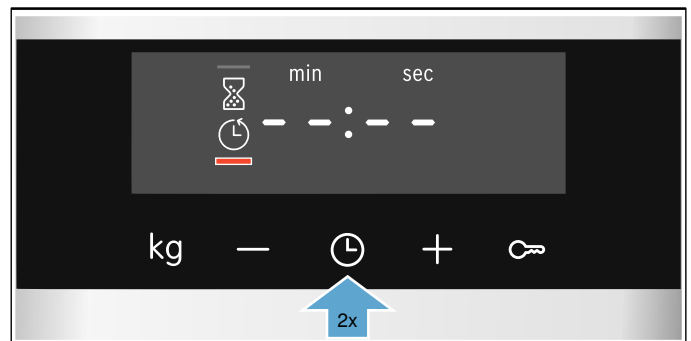 min sec
--:--
kg − +
2x